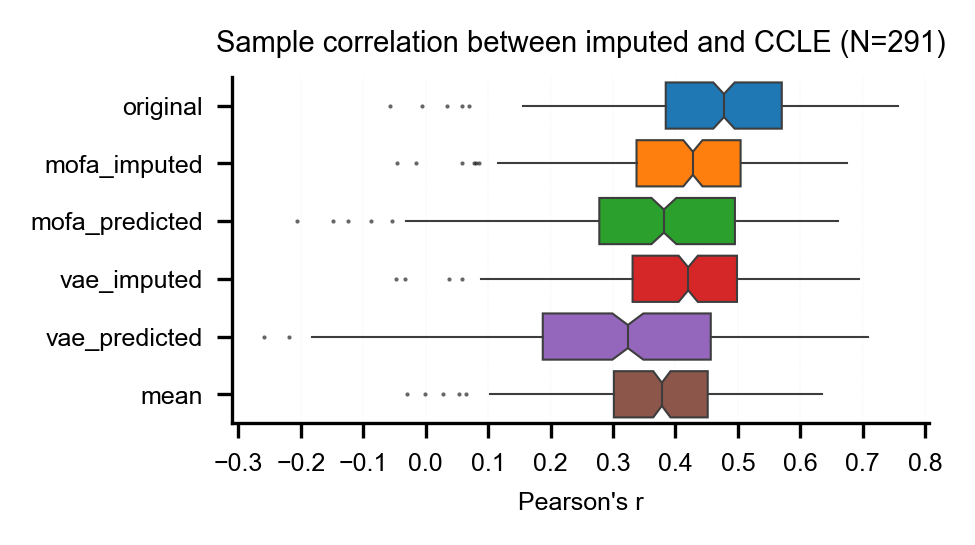 Sample correlation between imputed and CCLE (N=291)
original
mofa_imputed
mofa_predicted
vae_imputed
vae_predicted
mean
−0.3 −0.2 −0.1 0.0 0.1 0.2 0.3 0.4 0.5 0.6 0.7 0.8
Pearson's r